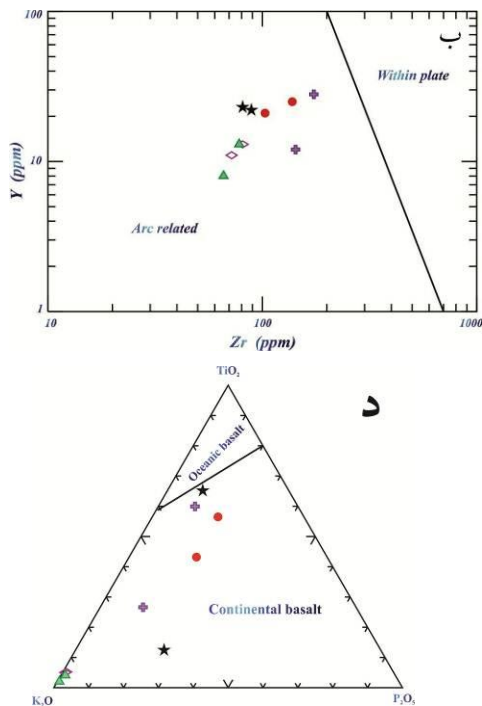 100
ب
Within plate
Y (ppm)
10
Arc related
1
10
100
1000
Zr (ppm)
TiO₂
د
Oceanic basalt
Continental basalt
K₂O
P₂O₅